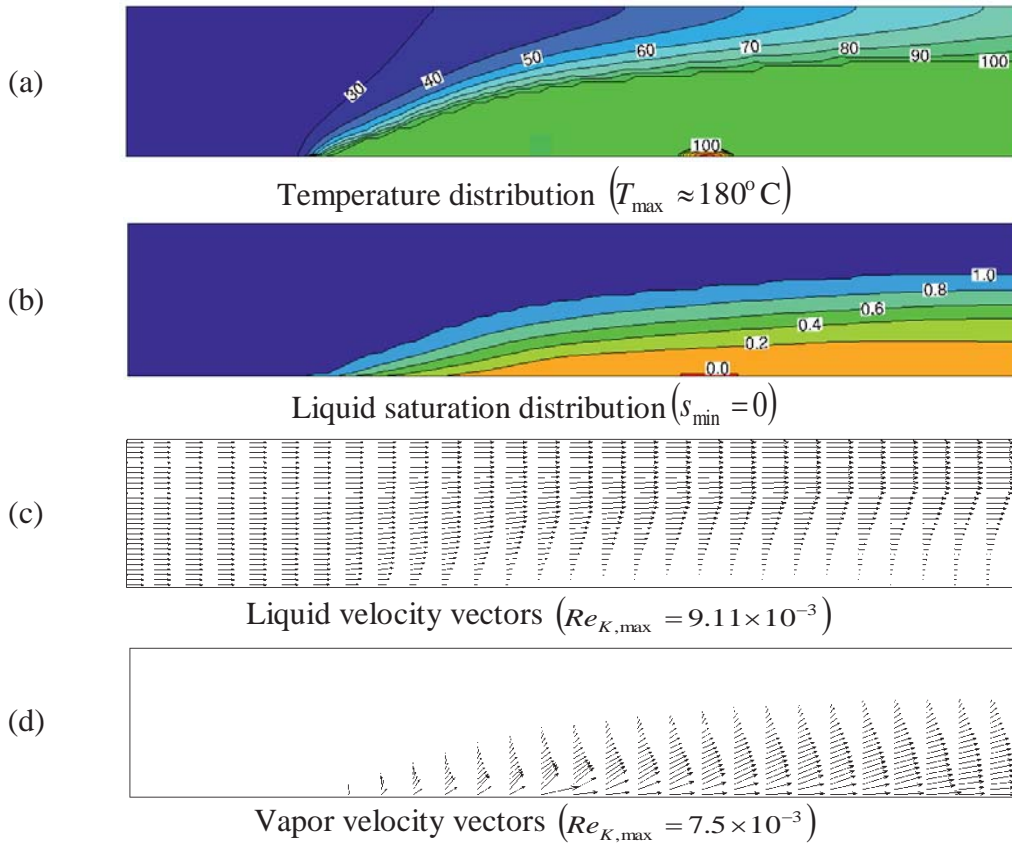 (a)
30
40
50
60
70
80
90
100
100
Temperature distribution (T_max ≈ 180° C)
(b)
1.0
0.8
0.6
0.4
0.2
0.0
Liquid saturation distribution (s_min = 0)
(c)
Liquid velocity vectors (Re_K,max = 9.11×10⁻³)
(d)
Vapor velocity vectors (Re_K,max = 7.5×10⁻³)